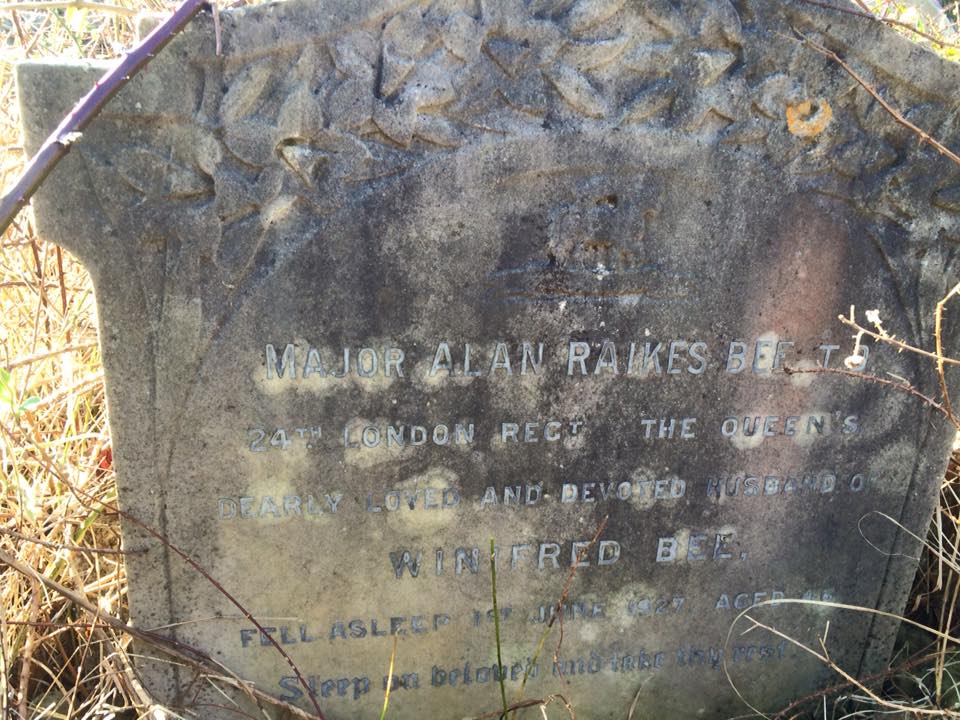 MAJOR ALAN RAIKES BEE, T.D
24TH LONDON REGT THE QUEEN'S
DEARLY LOVED AND DEVOTED HUSBAND O
WINIFRED BEE,
FELL ASLEEP 1ST JUNE 1927 AGED
Sleep on beloved and take thy rest